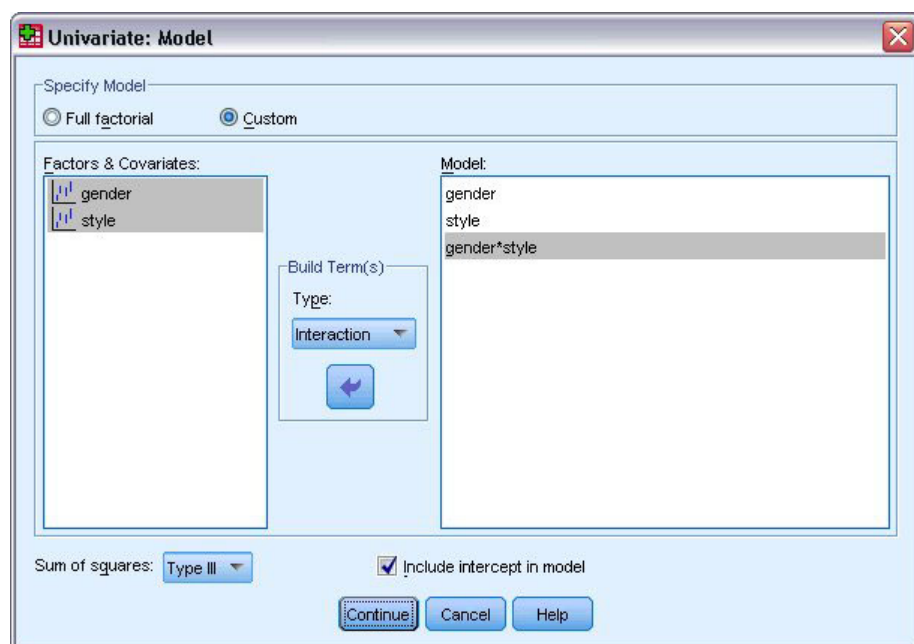 Univariate: Model
Specify Model
Full factorial
Custom
Factors & Covariates:
gender
style
Build Term(s)
Type:
Interaction
Model:
gender
style
gender*style
Sum of squares: Type III
Include intercept in model
Continue Cancel Help